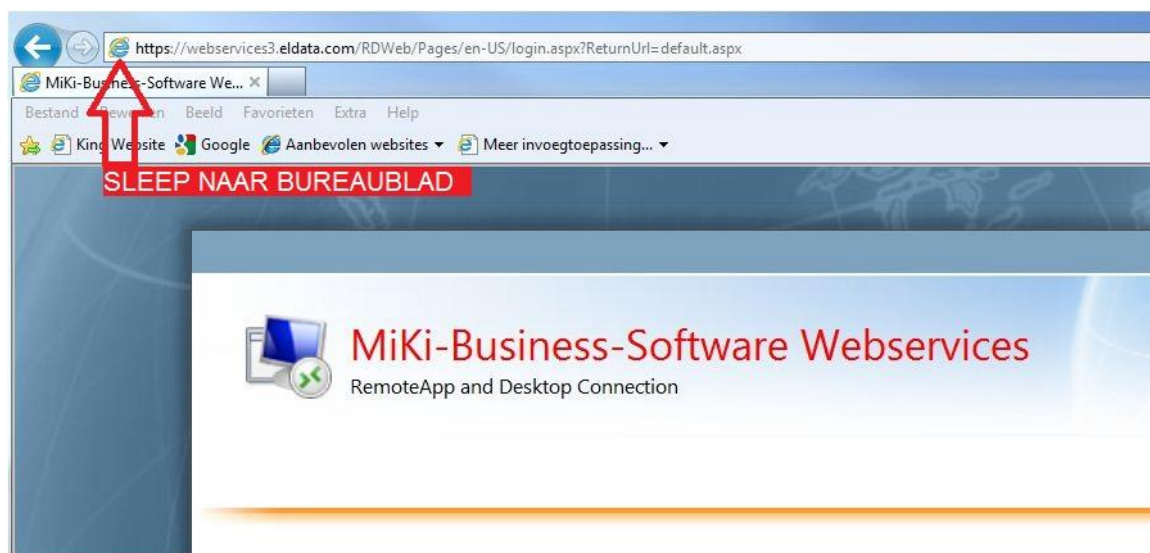 https://webservices3.eldata.com/RDWeb/Pages/en-US/login.aspx?ReturnUrl=default.aspx
MiKi-Business-Software We...
Bestand Bewerken Beeld Favorieten Extra Help
King Website Google Aanbevolen websites Meer invoegtoepassing...
SLEEP NAAR BUREAUBLAD
MiKi-Business-Software Webservices
RemoteApp and Desktop Connection